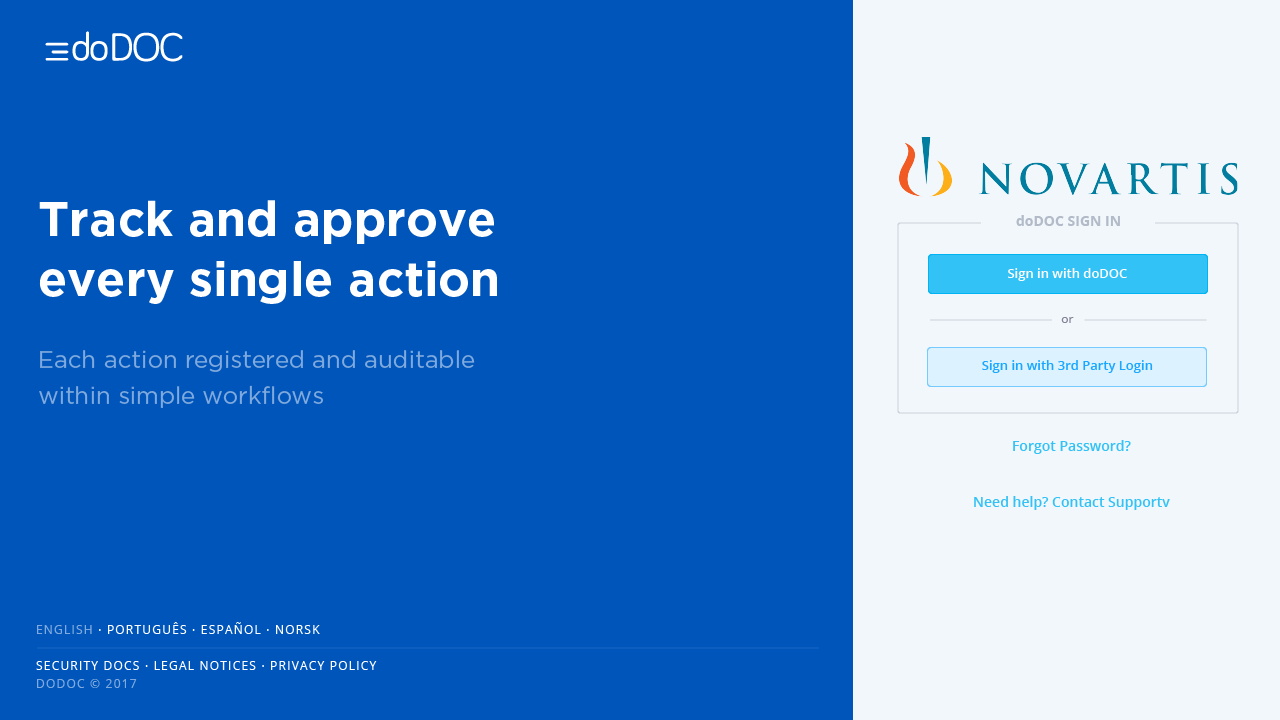 doDOC
Track and approve
every single action
Each action registered and auditable
within simple workflows
ENGLISH · PORTUGUÊS · ESPAÑOL · NORSK
SECURITY DOCS · LEGAL NOTICES · PRIVACY POLICY
DODOC © 2017
NOVARTIS
doDOC SIGN IN
Sign in with doDOC
or
Sign in with 3rd Party Login
Forgot Password?
Need help? Contact Supportv